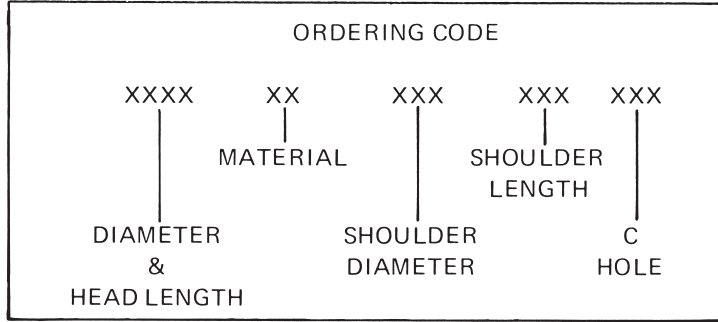 ORDERING CODE
XXXX XX XXX XXX XXX
MATERIAL
SHOULDER
LENGTH
DIAMETER
&
HEAD LENGTH
SHOULDER
DIAMETER
C
HOLE